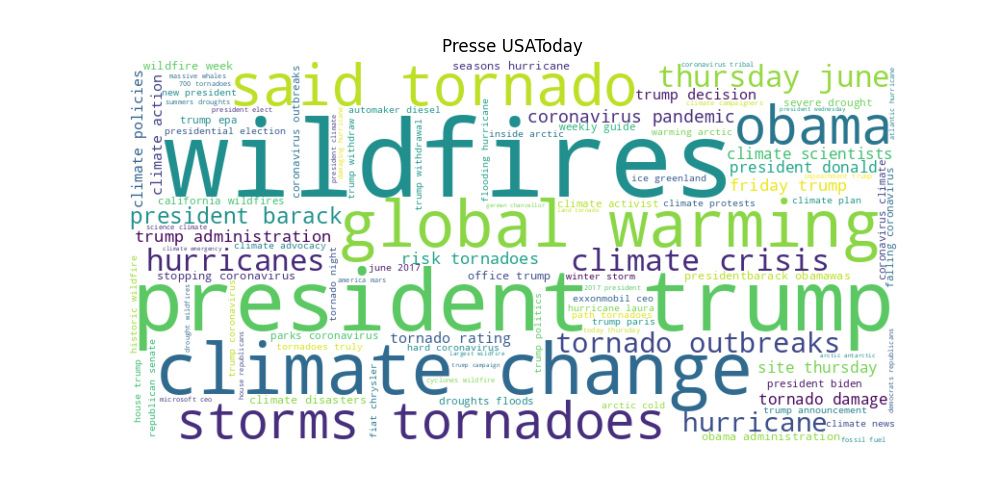 Presse USAToday
wildfire week
seasons hurricane
coronavirus tribal
massive whales
700 tornadoes
new president
summers droughts
president elect
trump epa
presidential election
climate policies
climate action
coronavirus outbreaks
said tornado
thursday june
atlantic hurricane
trump decision
climate campaigners
severe drought
president wednesday
automaker diesel
president climate
damaging hurricane
trump withdraw
trump withdrawal
flooding hurricane
inside arctic
coronavirus pandemic
weekly guide
warming arctic
obama
wildfires
climate scientists
president donald
ice greenland
friday trump
impeachment trump
california wildfires
german chancellor
land tornado
climate activist
climate protests
climate plan
coronavirus climate
falling coronavirus
president barack
science climate
trump administration
climate emergency
climate advocacy
global warming
hurricanes
stopping coronavirus
tornado night
june 2017
america mars
risk tornadoes
office trump
climate crisis
winter storm
presidentbarack obamawas
2017 president
president trump
exxonmobil ceo
hurricane laura
path tornadoes
trump paris
today thursday
historic wildfire
drought wildfires
trump coronavirus
house republicans
parks coronavirus
tornadoes truly
tornado rating
hard coronavirus
largest wildfire
trump campaign
trump politics
tornado outbreaks
arctic antarctic
site thursday
house trump
republican senate
climate change
cyclones wildfire
fiat chrysler
microsoft ceo
climate disasters
droughts floods
arctic cold
president biden
tornado damage
democrats republicans
storms tornadoes
hurricane
trump announcement
climate news
obama administration
fossil fuel